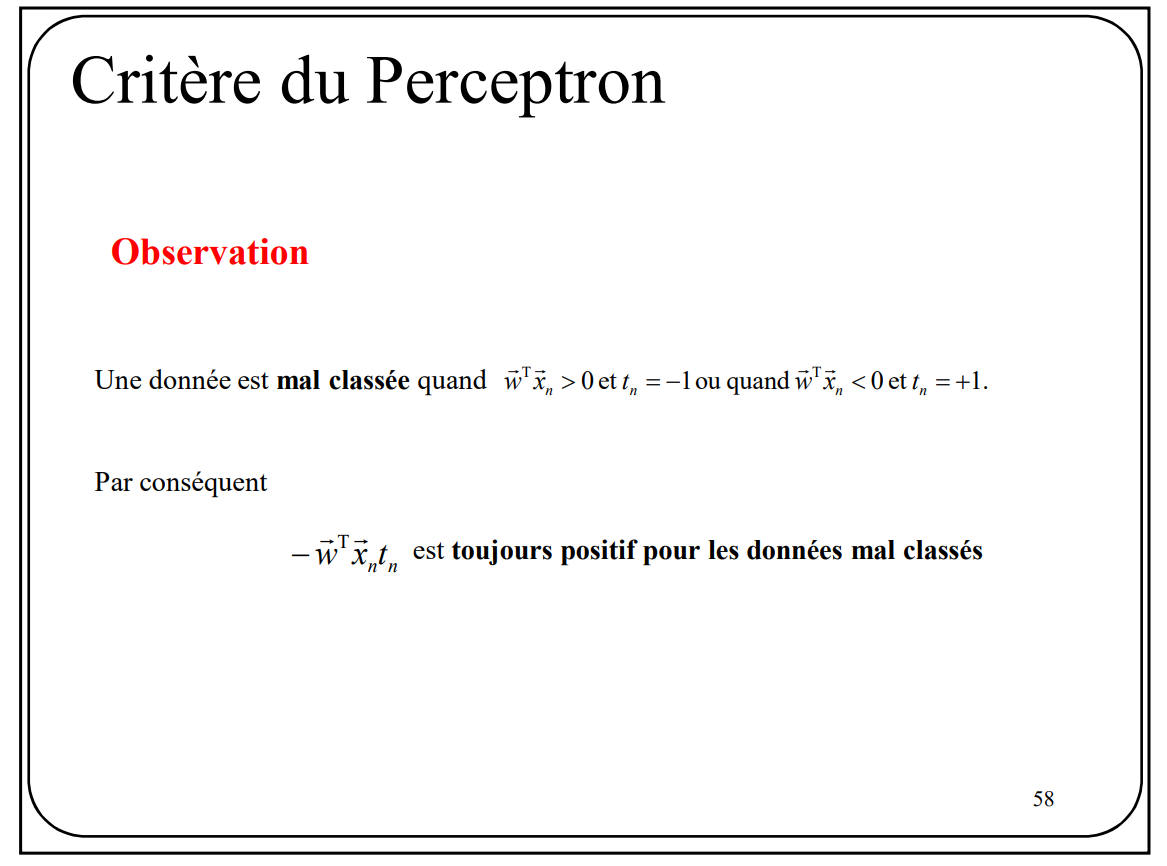 Critère du Perceptron
Observation
Une donnée est mal classée quand w⃗ᵀx⃗ₙ > 0 et tₙ = −1 ou quand w⃗ᵀx⃗ₙ < 0 et tₙ = +1.
Par conséquent
− w⃗ᵀx⃗ₙtₙ est toujours positif pour les données mal classés
58